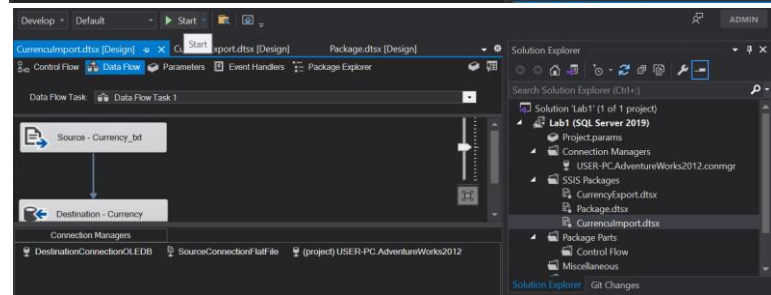 Develop Default Start ADMIN
CurrencuImport.dtsx [Design] Cu Start xport.dtsx [Design] Package.dtsx [Design]
Control Flow Data Flow Parameters Event Handlers Package Explorer
Data Flow Task: Data Flow Task 1
Source - Currency_txt
Destination - Currency
Connection Managers
DestinationConnectionOLEDB SourceConnectionFlatFile (project) USER-PC.AdventureWorks2012
Solution Explorer
Search Solution Explorer (Ctrl+;)
Solution 'Lab1' (1 of 1 project)
Lab1 (SQL Server 2019)
Project.params
Connection Managers
USER-PC.AdventureWorks2012.conmgr
SSIS Packages
CurrencyExport.dtsx
Package.dtsx
CurrencuImport.dtsx
Package Parts
Control Flow
Miscellaneous
Solution Explorer Git Changes